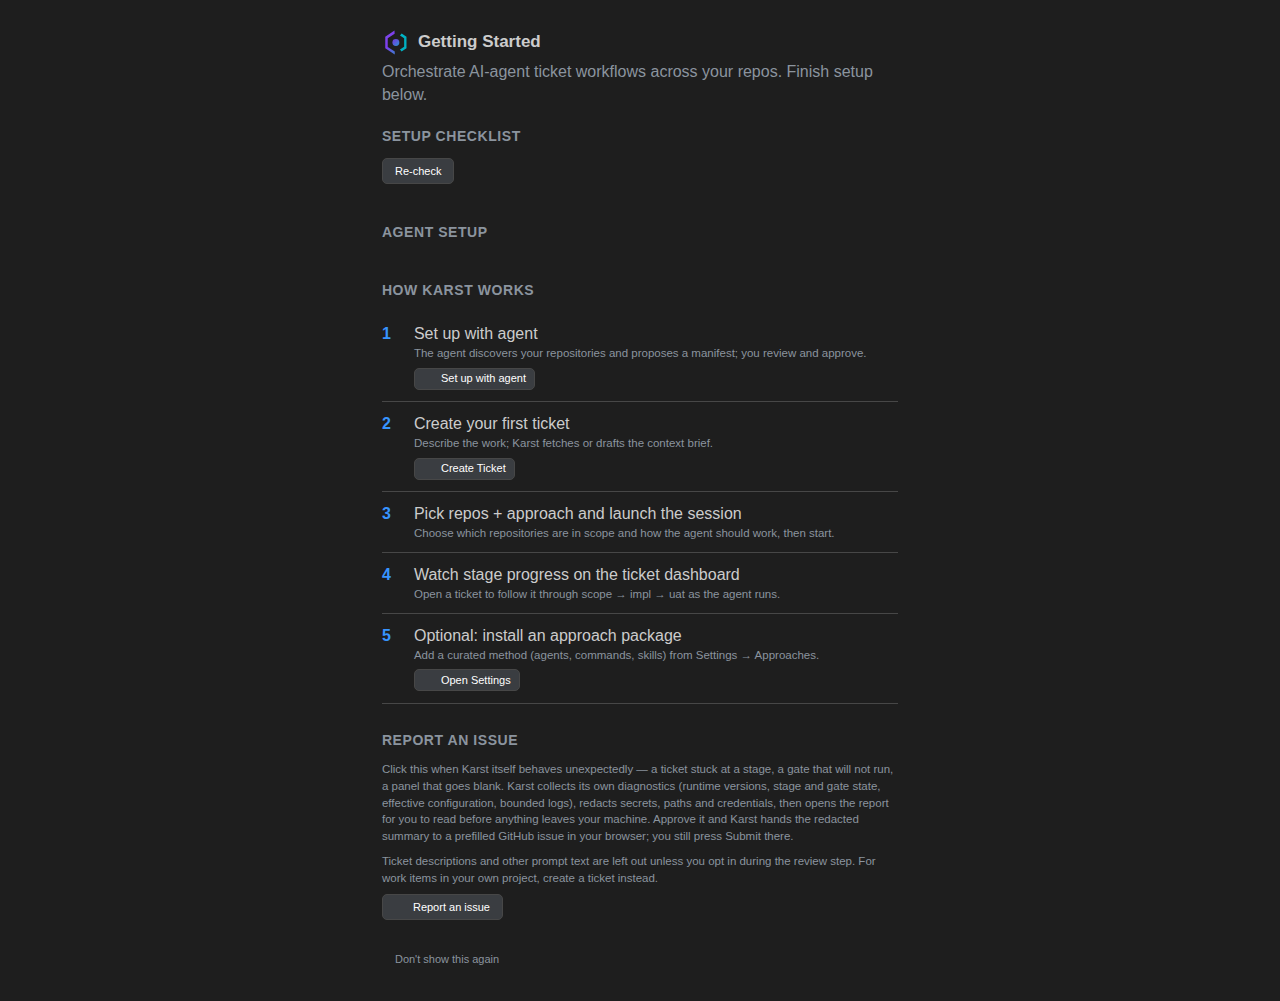 Getting Started
Orchestrate AI-agent ticket workflows across your repos. Finish setup
below.
SETUP CHECKLIST
Re-check
AGENT SETUP
HOW KARST WORKS
1 Set up with agent
The agent discovers your repositories and proposes a manifest; you review and approve.
Set up with agent
2 Create your first ticket
Describe the work; Karst fetches or drafts the context brief.
Create Ticket
3 Pick repos + approach and launch the session
Choose which repositories are in scope and how the agent should work, then start.
4 Watch stage progress on the ticket dashboard
Open a ticket to follow it through scope → impl → uat as the agent runs.
5 Optional: install an approach package
Add a curated method (agents, commands, skills) from Settings → Approaches.
Open Settings
REPORT AN ISSUE
Click this when Karst itself behaves unexpectedly — a ticket stuck at a stage, a gate that will not run,
a panel that goes blank. Karst collects its own diagnostics (runtime versions, stage and gate state,
effective configuration, bounded logs), redacts secrets, paths and credentials, then opens the report
for you to read before anything leaves your machine. Approve it and Karst hands the redacted
summary to a prefilled GitHub issue in your browser; you still press Submit there.
Ticket descriptions and other prompt text are left out unless you opt in during the review step. For
work items in your own project, create a ticket instead.
Report an issue
Don't show this again